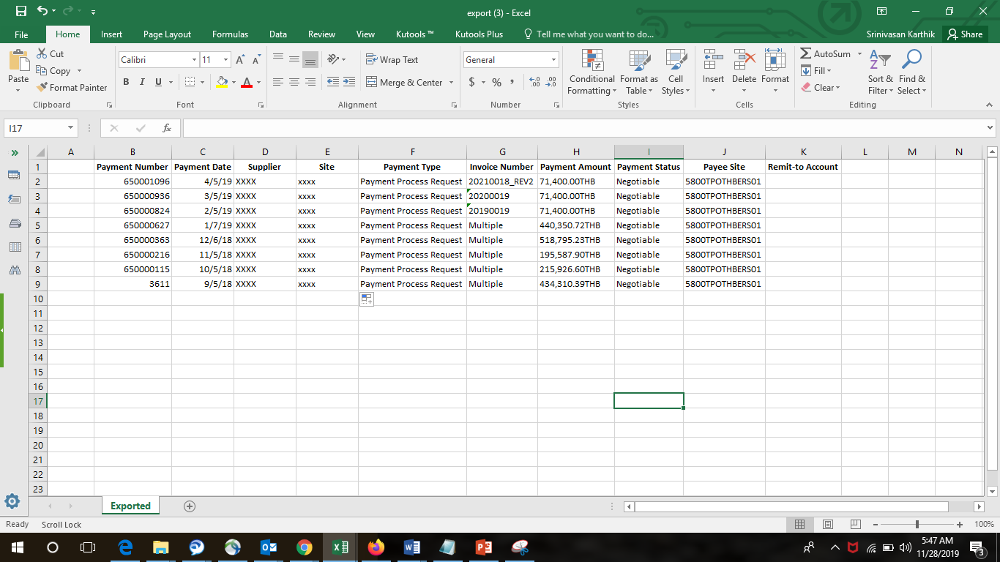 export (3) - Excel
File Home Insert Page Layout Formulas Data Review View Kutools ™ Kutools Plus Tell me what you want to do... Srinivasan Karthik Share
Paste Cut Copy Format Painter Clipboard
Calibri 11 A A B I U A Font
Wrap Text Merge & Center Alignment
General $ % , .0 .00 .00 .0 Number
Conditional Formatting Format as Table Cell Styles Styles
Insert Delete Format Cells
AutoSum Fill Clear Sort & Filter Find & Select Editing
I17 fx
A B C D E F G H I J K L M N
1 Payment Number Payment Date Supplier Site Payment Type Invoice Number Payment Amount Payment Status Payee Site Remit-to Account
2 650001096 4/5/19 XXXX xxxx Payment Process Request 20210018_REV2 71,400.00THB Negotiable 5800TPOTHBERS01
3 650000936 3/5/19 XXXX xxxx Payment Process Request 20200019 71,400.00THB Negotiable 5800TPOTHBERS01
4 650000824 2/5/19 XXXX xxxx Payment Process Request 20190019 71,400.00THB Negotiable 5800TPOTHBERS01
5 650000627 1/7/19 XXXX xxxx Payment Process Request Multiple 440,350.72THB Negotiable 5800TPOTHBERS01
6 650000363 12/6/18 XXXX xxxx Payment Process Request Multiple 518,795.23THB Negotiable 5800TPOTHBERS01
7 650000216 11/5/18 XXXX xxxx Payment Process Request Multiple 195,587.90THB Negotiable 5800TPOTHBERS01
8 650000115 10/5/18 XXXX xxxx Payment Process Request Multiple 215,926.60THB Negotiable 5800TPOTHBERS01
9 3611 9/5/18 XXXX xxxx Payment Process Request Multiple 434,310.39THB Negotiable 5800TPOTHBERS01
10
11
12
13
14
15
16
17
18
19
20
21
22
23
Exported
Ready Scroll Lock 100%
5:47 AM
11/28/2019
3